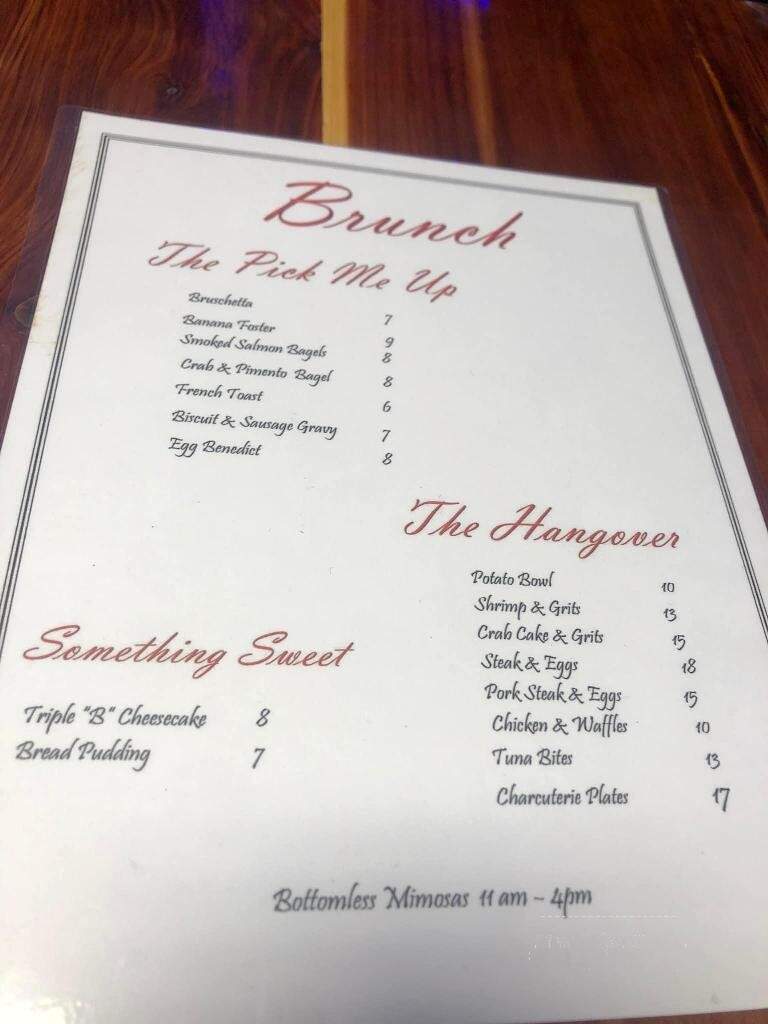 Brunch
The Pick Me Up
Bruschetta 7
Banana Foster 9
Smoked Salmon Bagels 8
Crab & Pimento Bagel 8
French Toast 6
Biscuit & Sausage Gravy 7
Egg Benedict 8
The Hangover
Potato Bowl 10
Shrimp & Grits 13
Crab Cake & Grits 15
Steak & Eggs 18
Pork Steak & Eggs 15
Chicken & Waffles 10
Tuna Bites 13
Charcuterie Plates 17
Something Sweet
Triple "B" Cheesecake 8
Bread Pudding 7
Bottomless Mimosas 11 am – 4pm